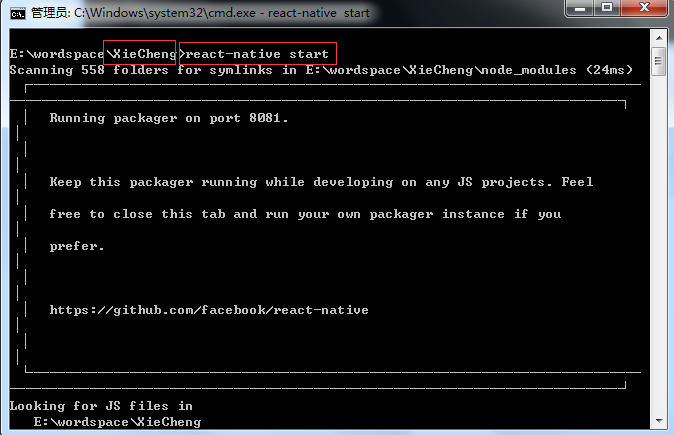 管理员: C:\Windows\system32\cmd.exe - react-native  start
E:\wordspace\XieCheng>react-native start
Scanning 558 folders for symlinks in E:\wordspace\XieCheng\node_modules (24ms)
Running packager on port 8081.
Keep this packager running while developing on any JS projects. Feel
free to close this tab and run your own packager instance if you
prefer.
https://github.com/facebook/react-native
Looking for JS files in
E:\wordspace\XieCheng